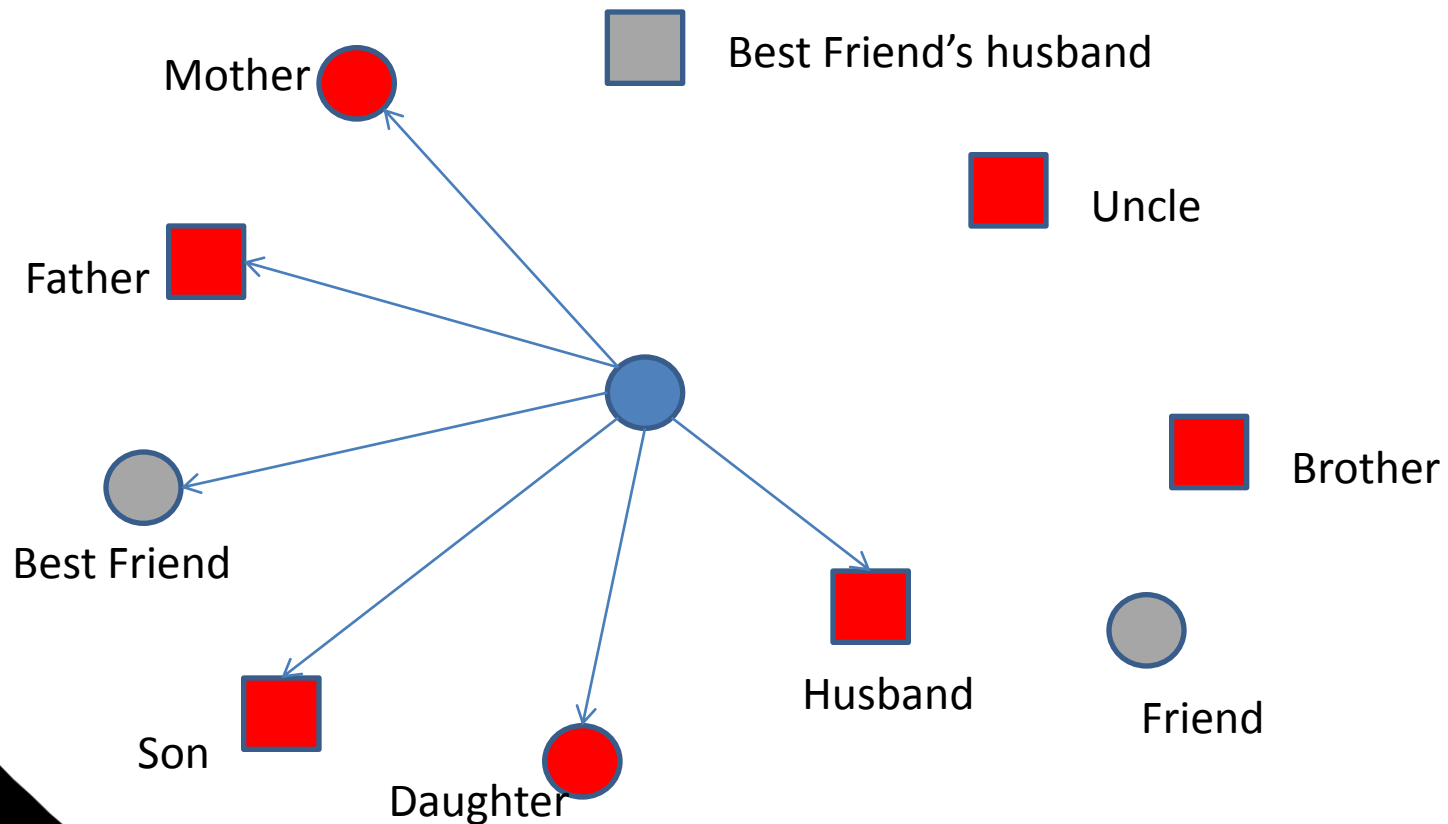 Best Friend's husband
Mother
Uncle
Father
Brother
Best Friend
Husband
Friend
Son
Daughter